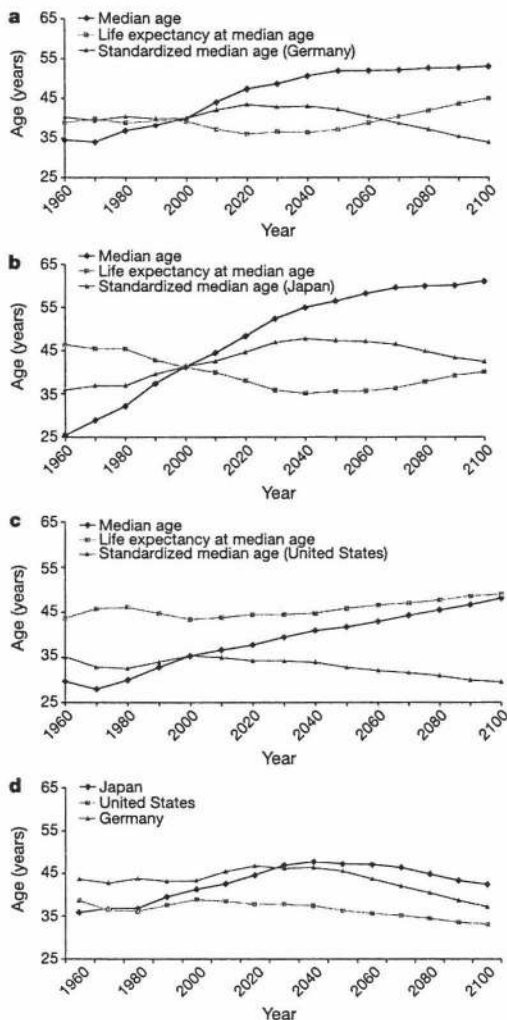 a
Median age
Life expectancy at median age
Standardized median age (Germany)
Age (years)
65
55
45
35
25
1960 1980 2000 2020 2040 2060 2080 2100
Year
b
Median age
Life expectancy at median age
Standardized median age (Japan)
Age (years)
65
55
45
35
25
1960 1980 2000 2020 2040 2060 2080 2100
Year
c
Median age
Life expectancy at median age
Standardized median age (United States)
Age (years)
65
55
45
35
25
1960 1980 2000 2020 2040 2060 2080 2100
Year
d
Japan
United States
Germany
Age (years)
65
55
45
35
25
1960 1980 2000 2020 2040 2060 2080 2100
Year